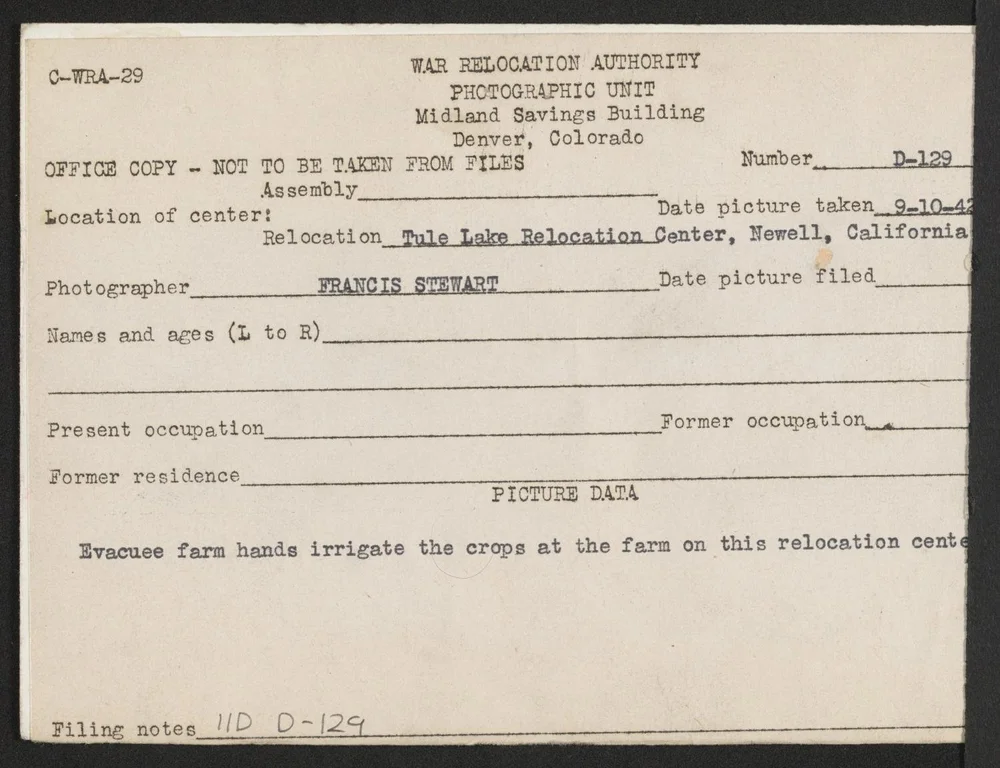 C-WRA-29
WAR RELOCATION AUTHORITY
PHOTOGRAPHIC UNIT
Midland Savings Building
Denver, Colorado
OFFICE COPY - NOT TO BE TAKEN FROM FILES
Number D-129
Assembly
Location of center:
Date picture taken 9-10-42
Relocation Tule Lake Relocation Center, Newell, California
Photographer FRANCIS STEWART
Date picture filed
Names and ages (L to R)
Present occupation
Former occupation
Former residence
PICTURE DATA
Evacuee farm hands irrigate the crops at the farm on this relocation cente
Filing notes 11D D-129